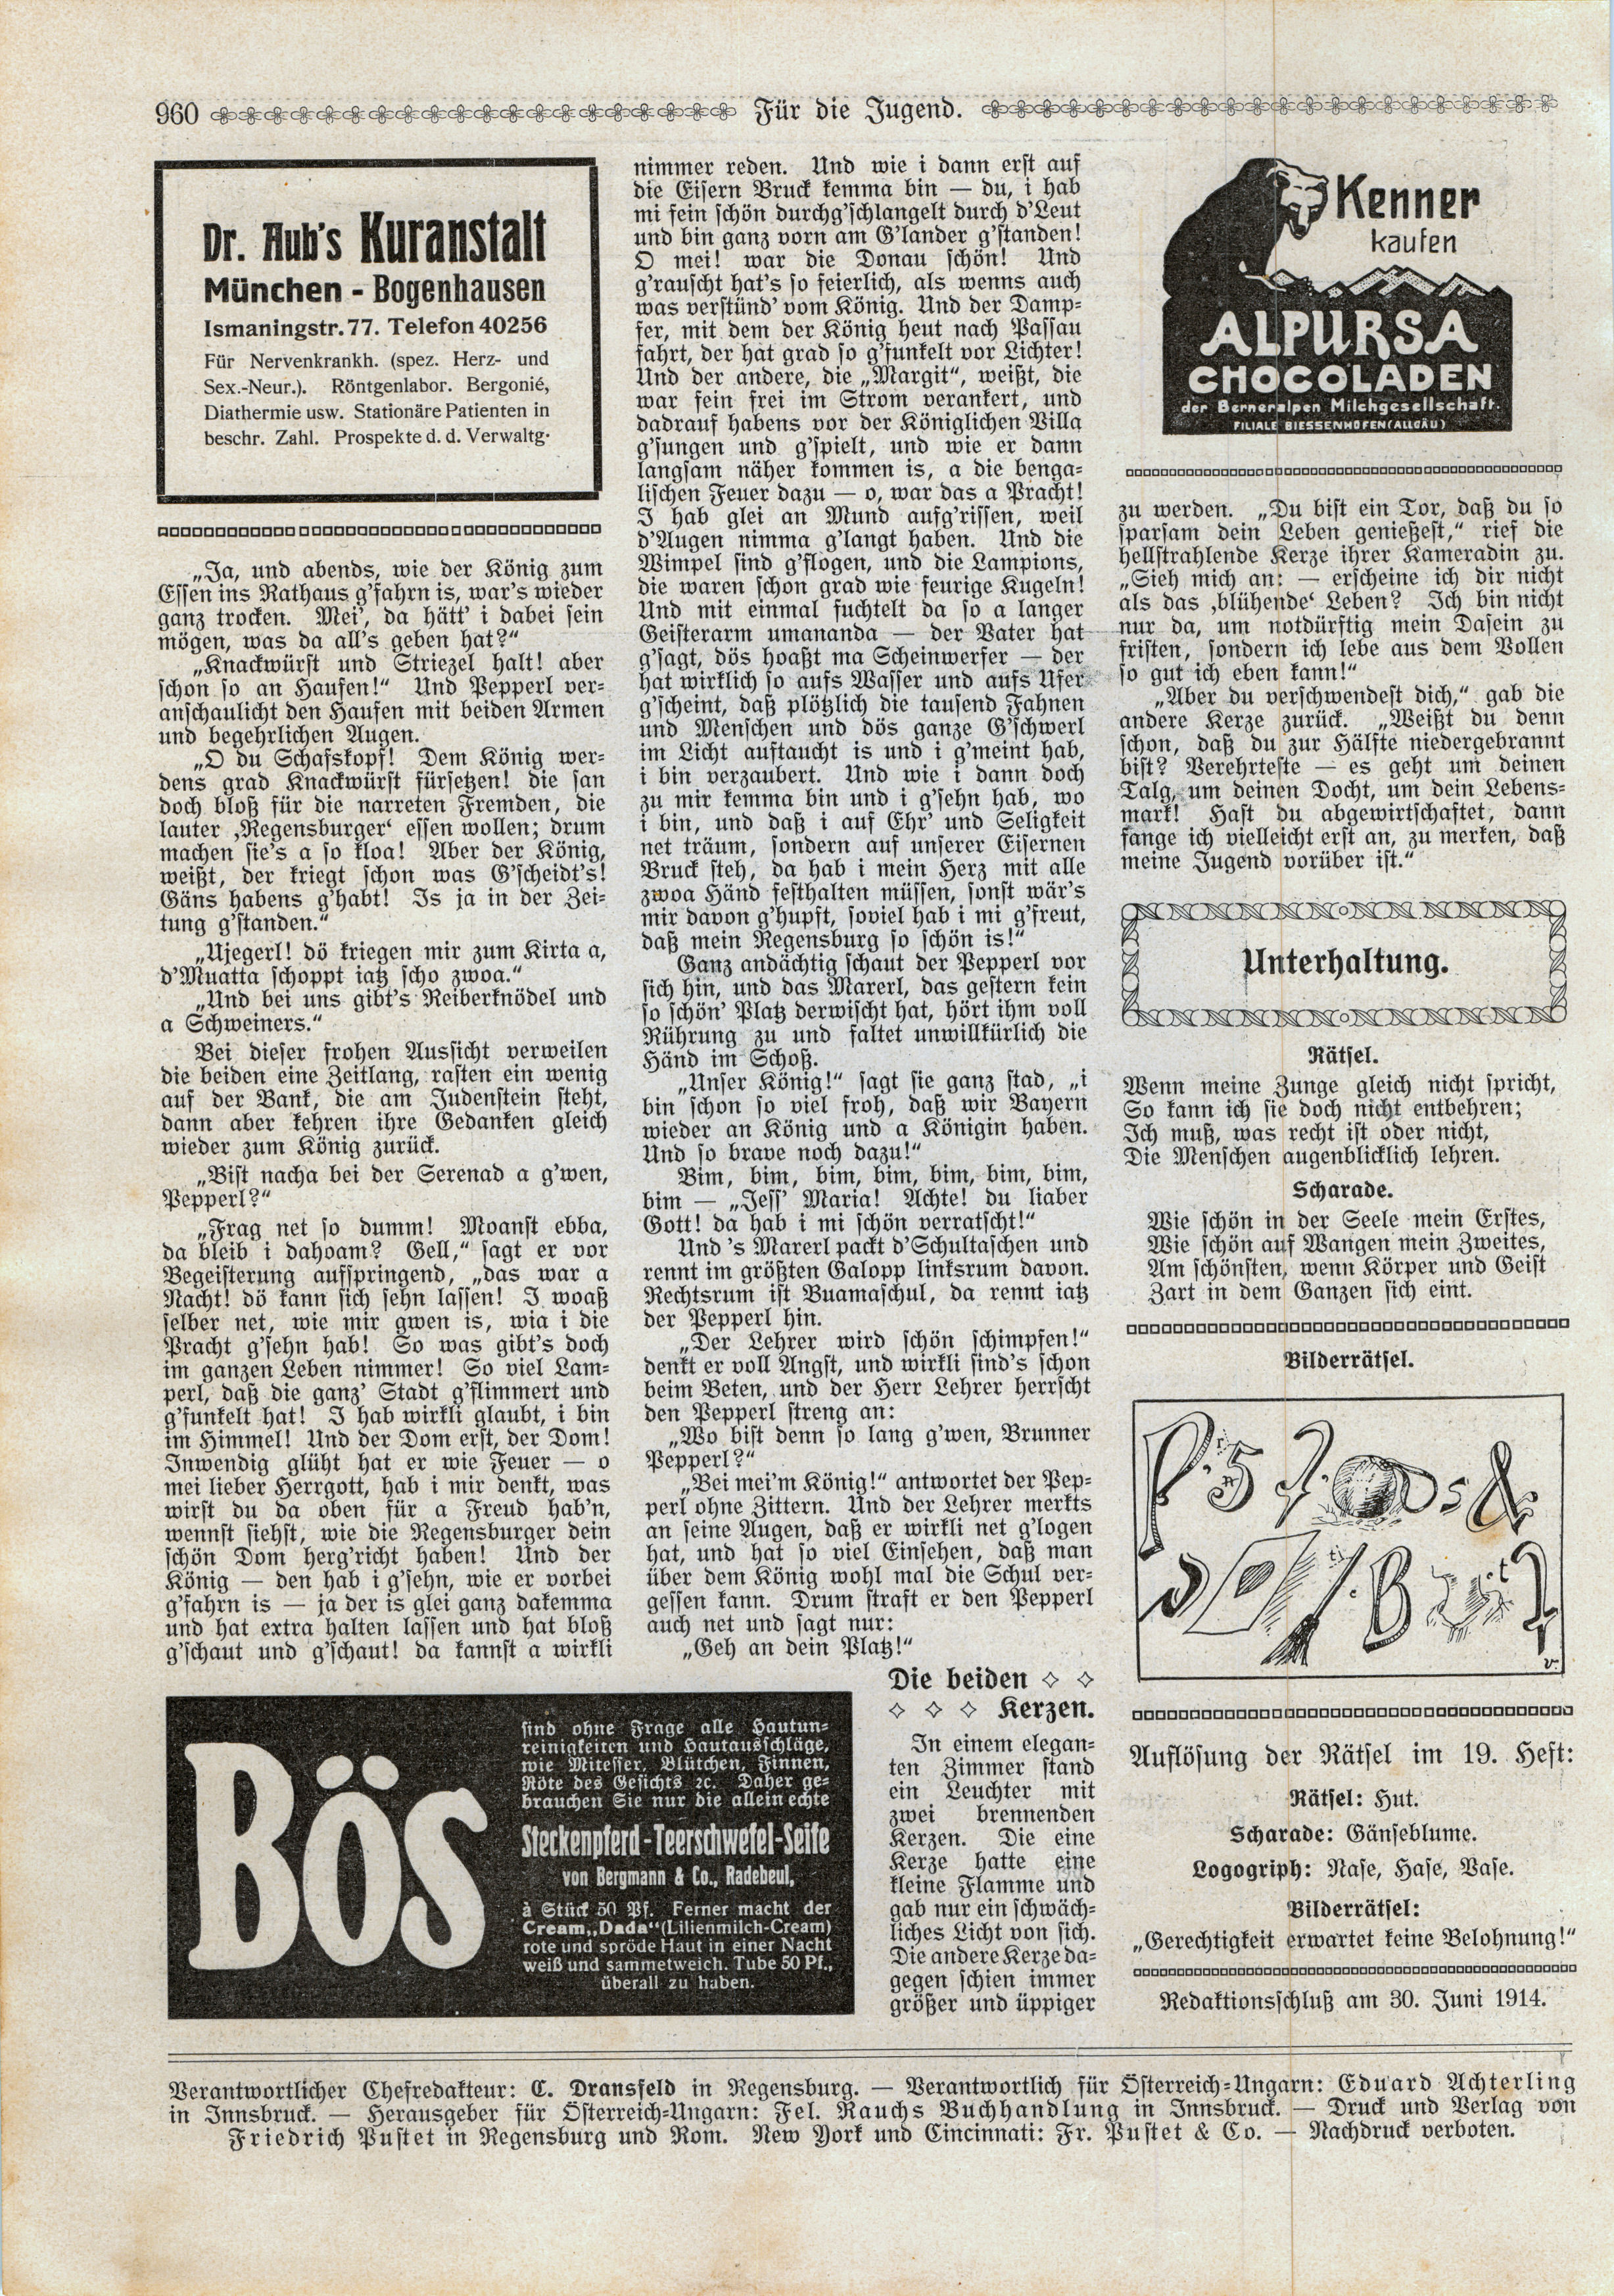 960 Für die Jugend.
Dr. Aub's Kuranstalt
München - Bogenhausen
Ismaningstr. 77. Telefon 40256
Für Nervenkrankh. (spez. Herz- und
Sex.-Neur.). Röntgenlabor. Bergonié,
Diathermie usw. Stationäre Patienten in
beschr. Zahl. Prospekte d. d. Verwaltg.
„Ja, und abends, wie der König zum
Essen ins Rathaus g'fahrn is, war's wieder
ganz trocken. Mei', da hätt' i dabei sein
mögen, was da all's geben hat?“
„Knackwürst und Striezel halt! aber
schon so an Haufen!“ Und Pepperl ver-
anschaulicht den Haufen mit beiden Armen
und begehrlichen Augen.
„O du Schafskopf! Dem König wer-
dens grad Knackwürst fürsetzen! die san
doch bloß für die narreten Fremden, die
lauter ‚Regensburger‘ essen wollen; drum
machen sie's a so kloa! Aber der König,
weißt, der kriegt schon was G'scheidt's!
Gäns habens g'habt! Is ja in der Zei-
tung g'standen.“
„Ujegerl! dö kriegen mir zum Kirta a,
d'Muatta schoppt iatz scho zwoa.“
„Und bei uns gibt's Reiberknödel und
a Schweiners.“
Bei dieser frohen Aussicht verweilen
die beiden eine Zeitlang, rasten ein wenig
auf der Bank, die am Judenstein steht,
dann aber kehren ihre Gedanken gleich
wieder zum König zurück.
„Bist nacha bei der Serenad a g'wen,
Pepperl?“
„Frag net so dumm! Moanst ebba,
da bleib i dahoam? Gell,“ sagt er vor
Begeisterung aufspringend, „das war a
Nacht! dö kann sich sehn lassen! I woaß
selber net, wie mir gwen is, wia i die
Pracht g'sehn hab! So was gibt's doch
im ganzen Leben nimmer! So viel Lam-
perl, daß die ganz' Stadt g'flimmert und
g'funkelt hat! I hab wirkli glaubt, i bin
im Himmel! Und der Dom erst, der Dom!
Inwendig glüht hat er wie Feuer — o
mei lieber Herrgott, hab i mir denkt, was
wirst du da oben für a Freud hab'n,
wennst siehst, wie die Regensburger dein
schön Dom herg'richt haben! Und der
König — den hab i g'sehn, wie er vorbei
g'fahrn is — ja der is glei ganz dakemma
und hat extra halten lassen und hat bloß
g'schaut und g'schaut! da kannst a wirkli
nimmer reden. Und wie i dann erst auf
die Eisern Bruck kemma bin — du, i hab
mi fein schön durchg'schlangelt durch d'Leut
und bin ganz vorn am G'lander g'standen!
O mei! war die Donau schön! Und
g'rauscht hat's so feierlich, als wenns auch
was verstünd' vom König. Und der Damp-
fer, mit dem der König heut nach Passau
fahrt, der hat grad so g'funkelt vor Lichter!
Und der andere, die „Margit“, weißt, die
war fein frei im Strom verankert, und
dadrauf habens vor der Königlichen Villa
g'sungen und g'spielt, und wie er dann
langsam näher kommen is, a die benga-
lischen Feuer dazu — o, war das a Pracht!
I hab glei an Mund aufg'rissen, weil
d'Augen nimma g'langt haben. Und die
Wimpel sind g'flogen, und die Lampions,
die waren schon grad wie feurige Kugeln!
Und mit einmal fuchtelt da so a langer
Geisterarm umananda — der Vater hat
g'sagt, dös hoaßt ma Scheinwerfer — der
hat wirklich so aufs Wasser und aufs Ufer
g'scheint, daß plötzlich die tausend Fahnen
und Menschen und dös ganze G'schwerl
im Licht auftaucht is und i g'meint hab,
i bin verzaubert. Und wie i dann doch
zu mir kemma bin und i g'sehn hab, wo
i bin, und daß i auf Ehr' und Seligkeit
net träum, sondern auf unserer Eisernen
Bruck steh, da hab i mein Herz mit alle
zwoa Händ festhalten müssen, sonst wär's
mir davon g'hupft, soviel hab i mi g'freut,
daß mein Regensburg so schön is!“
Ganz andächtig schaut der Pepperl vor
sich hin, und das Marerl, das gestern kein
so schön' Platz derwischt hat, hört ihm voll
Rührung zu und faltet unwillkürlich die
Händ im Schoß.
„Unser König!“ sagt sie ganz stad, „i
bin schon so viel froh, daß wir Bayern
wieder an König und a Königin haben.
Und so brave noch dazu!“
Bim, bim, bim, bim, bim, bim, bim,
bim — „Jess' Maria! Achte! du liaber
Gott! da hab i mi schön verratscht!“
Und 's Marerl packt d'Schultaschen und
rennt im größten Galopp linksrum davon.
Rechtsrum ist Buamaschul, da rennt iatz
der Pepperl hin.
„Der Lehrer wird schön schimpfen!“
denkt er voll Angst, und wirkli sind's schon
beim Beten, und der Herr Lehrer herrscht
den Pepperl streng an:
„Wo bist denn so lang g'wen, Brunner
Pepperl?“
„Bei mei'm König!“ antwortet der Pep-
perl ohne Zittern. Und der Lehrer merkts
an seine Augen, daß er wirkli net g'logen
hat, und hat so viel Einsehen, daß man
über dem König wohl mal die Schul ver-
gessen kann. Drum straft er den Pepperl
auch net und sagt nur:
„Geh an dein Platz!“
Bös
sind ohne Frage alle Hautun-
reinigkeiten und Hautausschläge,
wie Mitesser, Blütchen, Finnen,
Röte des Gesichts ꝛc. Daher ge-
brauchen Sie nur die allein echte
Steckenpferd-Teerschwefel-Seife
von Bergmann & Co., Radebeul,
à Stück 50 Pf. Ferner macht der
Cream „Dada“ (Lilienmilch-Cream)
rote und spröde Haut in einer Nacht
weiß und sammetweich. Tube 50 Pf.,
überall zu haben.
Die beiden
Kerzen.
In einem elegan-
ten Zimmer stand
ein Leuchter mit
zwei brennenden
Kerzen. Die eine
Kerze hatte eine
kleine Flamme und
gab nur ein schwäch-
liches Licht von sich.
Die andere Kerze da-
gegen schien immer
größer und üppiger
Kenner
kaufen
ALPURSA
CHOCOLADEN
der Berneralpen Milchgesellschaft.
FILIALE BIESSENHOFEN (ALLGÄU)
zu werden. „Du bist ein Tor, daß du so
sparsam dein Leben genießest,“ rief die
hellstrahlende Kerze ihrer Kameradin zu.
„Sieh mich an: — erscheine ich dir nicht
als das ‚blühende‘ Leben? Ich bin nicht
nur da, um notdürftig mein Dasein zu
fristen, sondern ich lebe aus dem Vollen
so gut ich eben kann!“
„Aber du verschwendest dich,“ gab die
andere Kerze zurück. „Weißt du denn
schon, daß du zur Hälfte niedergebrannt
bist? Verehrteste — es geht um deinen
Talg, um deinen Docht, um dein Lebens-
mark! Hast du abgewirtschaftet, dann
fange ich vielleicht erst an, zu merken, daß
meine Jugend vorüber ist.“
Unterhaltung.
Rätsel.
Wenn meine Zunge gleich nicht spricht,
So kann ich sie doch nicht entbehren;
Ich muß, was recht ist oder nicht,
Die Menschen augenblicklich lehren.
Scharade.
Wie schön in der Seele mein Erstes,
Wie schön auf Wangen mein Zweites,
Am schönsten, wenn Körper und Geist
Zart in dem Ganzen sich eint.
Bilderrätsel.
Auflösung der Rätsel im 19. Heft:
Rätsel: Hut.
Scharade: Gänseblume.
Logogriph: Nase, Hase, Vase.
Bilderrätsel:
„Gerechtigkeit erwartet keine Belohnung!“
Redaktionsschluß am 30. Juni 1914.
Verantwortlicher Chefredakteur: C. Dransfeld in Regensburg. — Verantwortlich für Österreich-Ungarn: Eduard Achterling
in Innsbruck. — Herausgeber für Österreich-Ungarn: Fel. Rauchs Buchhandlung in Innsbruck. — Druck und Verlag von
Friedrich Pustet in Regensburg und Rom. New York und Cincinnati: Fr. Pustet & Co. — Nachdruck verboten.